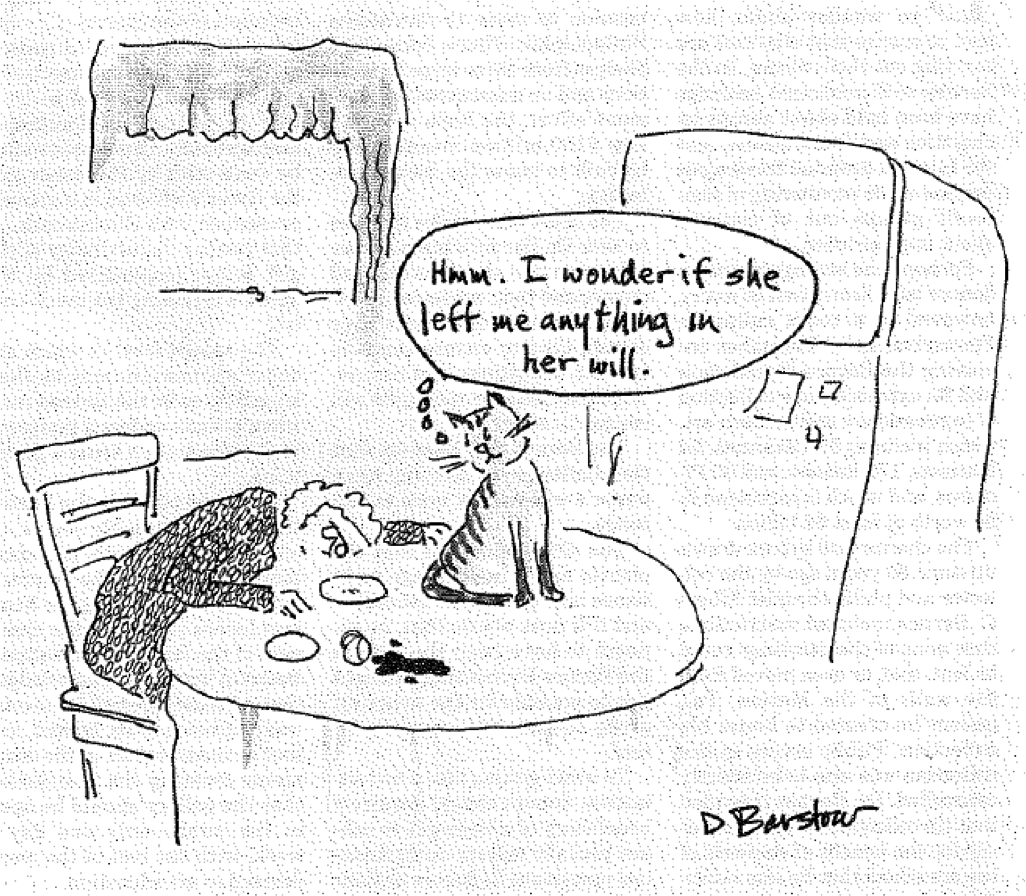 Hmm. I wonder if she
left me anything in
her will.
D Barstow